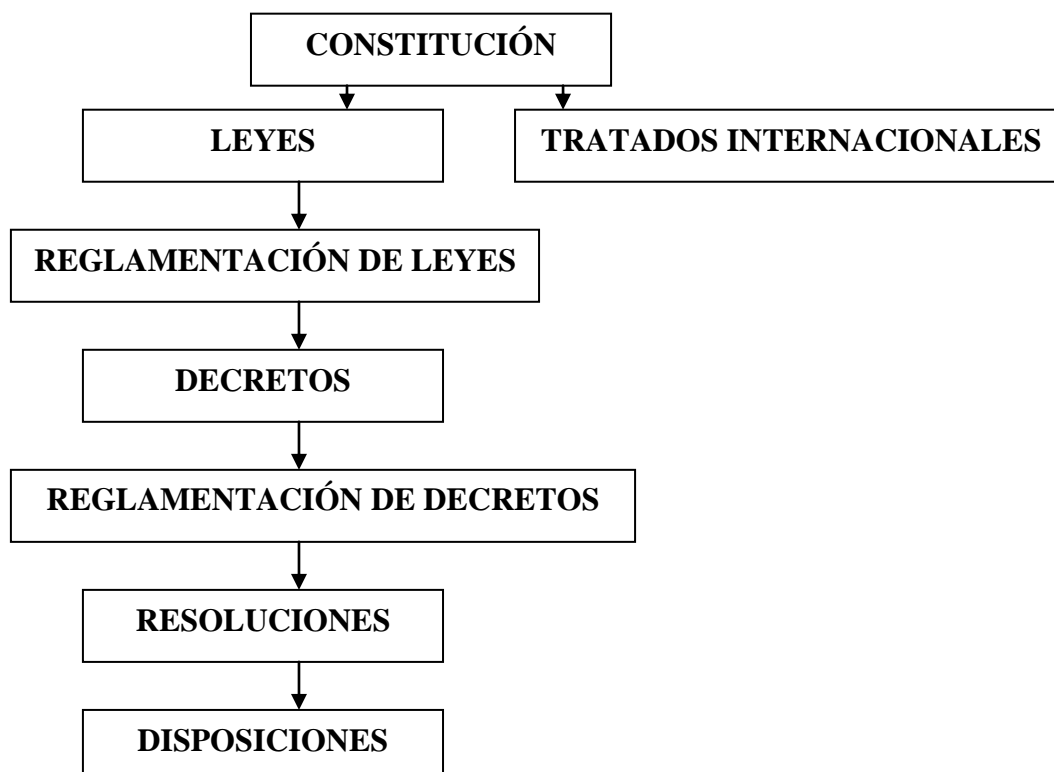 CONSTITUCIÓN
LEYES
TRATADOS INTERNACIONALES
REGLAMENTACIÓN DE LEYES
DECRETOS
REGLAMENTACIÓN DE DECRETOS
RESOLUCIONES
DISPOSICIONES